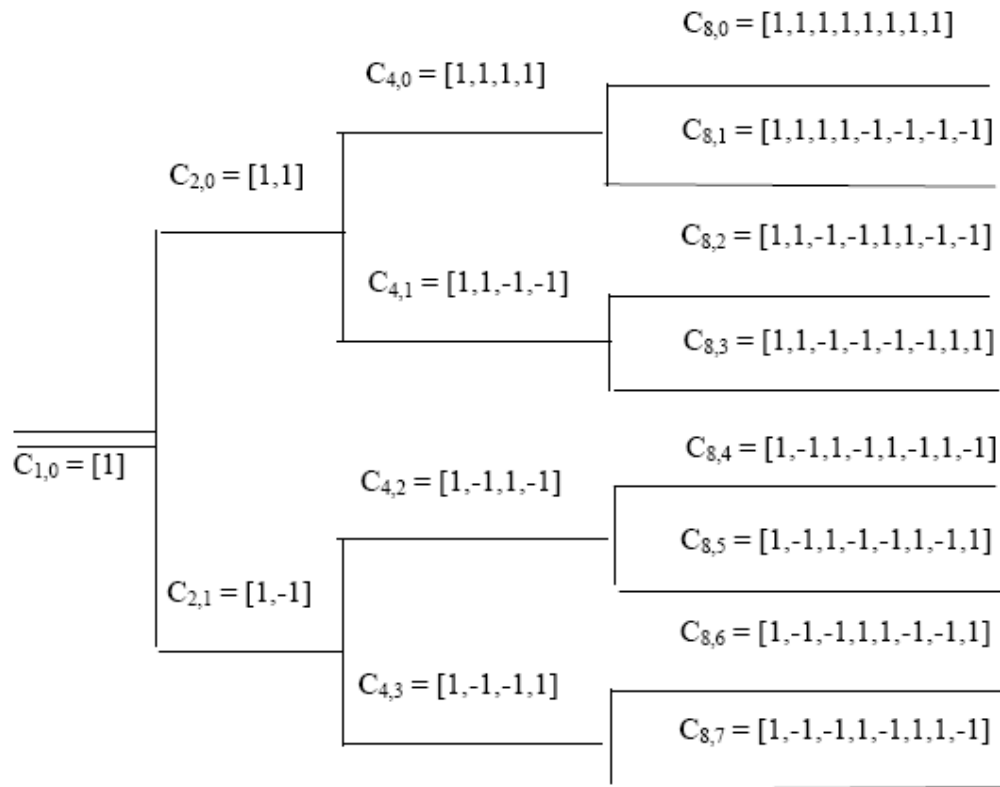 C8,0 = [1,1,1,1,1,1,1,1]
C4,0 = [1,1,1,1]
C8,1 = [1,1,1,1,-1,-1,-1,-1]
C2,0 = [1,1]
C8,2 = [1,1,-1,-1,1,1,-1,-1]
C4,1 = [1,1,-1,-1]
C8,3 = [1,1,-1,-1,-1,-1,1,1]
C1,0 = [1]
C8,4 = [1,-1,1,-1,1,-1,1,-1]
C4,2 = [1,-1,1,-1]
C8,5 = [1,-1,1,-1,-1,1,-1,1]
C2,1 = [1,-1]
C8,6 = [1,-1,-1,1,1,-1,-1,1]
C4,3 = [1,-1,-1,1]
C8,7 = [1,-1,-1,1,-1,1,1,-1]